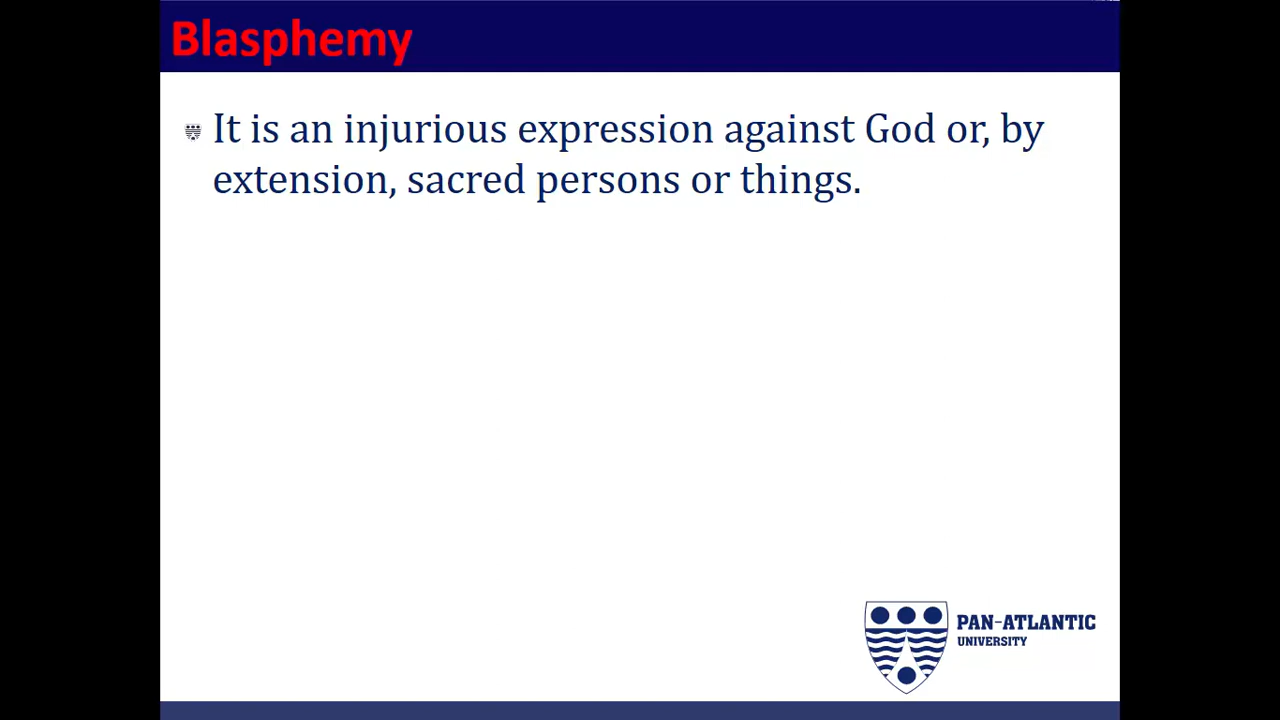 Blasphemy
It is an injurious expression against God or, by
extension, sacred persons or things.
PAN-ATLANTIC
UNIVERSITY